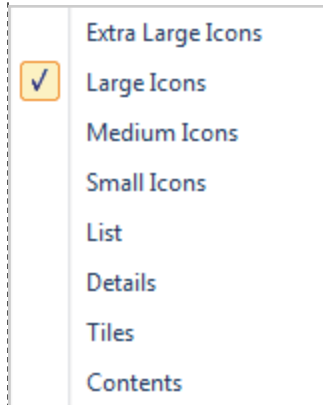 Extra Large Icons
Large Icons
Medium Icons
Small Icons
List
Details
Tiles
Contents